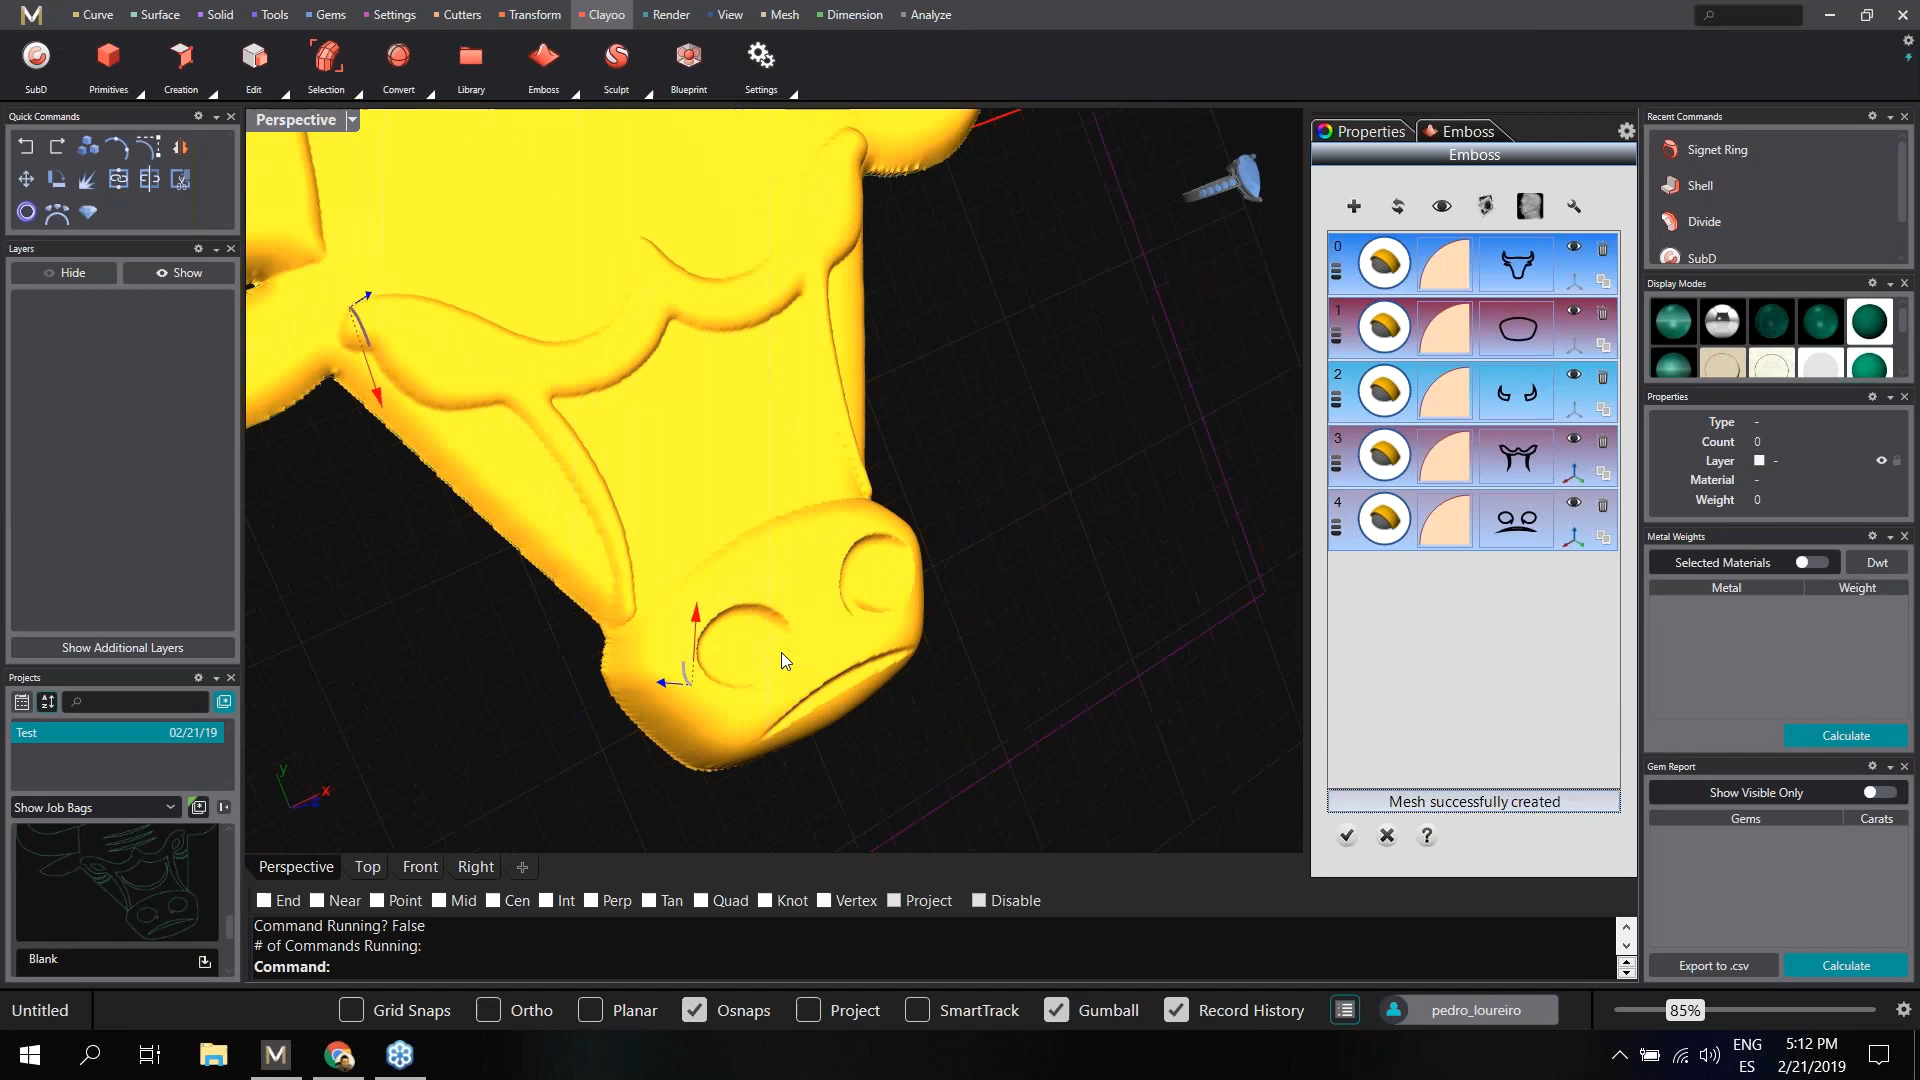 Curve Surface Solid Tools Gems Settings Cutters Transform Clayoo Render View Mesh Dimension Analyze
SubD Primitives Creation Edit Selection Convert Library Emboss Sculpt Blueprint Settings
Quick Commands
Layers
Hide Show
Show Additional Layers
Projects
Test 02/21/19
Show Job Bags
Blank
Perspective
y
x
z
Perspective Top Front Right
End Near Point Mid Cen Int Perp Tan Quad Knot Vertex Project Disable
Command Running? False
# of Commands Running:
Command:
Properties Emboss
Emboss
0
1
2
3
4
Mesh successfully created
?
Recent Commands
Signet Ring
Shell
Divide
SubD
Display Modes
Properties
Type -
Count 0
Layer -
Material -
Weight 0
Metal Weights
Selected Materials Dwt
Metal Weight
Calculate
Gem Report
Show Visible Only
Gems Carats
Export to .csv Calculate
Untitled Grid Snaps Ortho Planar Osnaps Project SmartTrack Gumball Record History pedro_loureiro 85%
ENG
ES
5:12 PM
2/21/2019